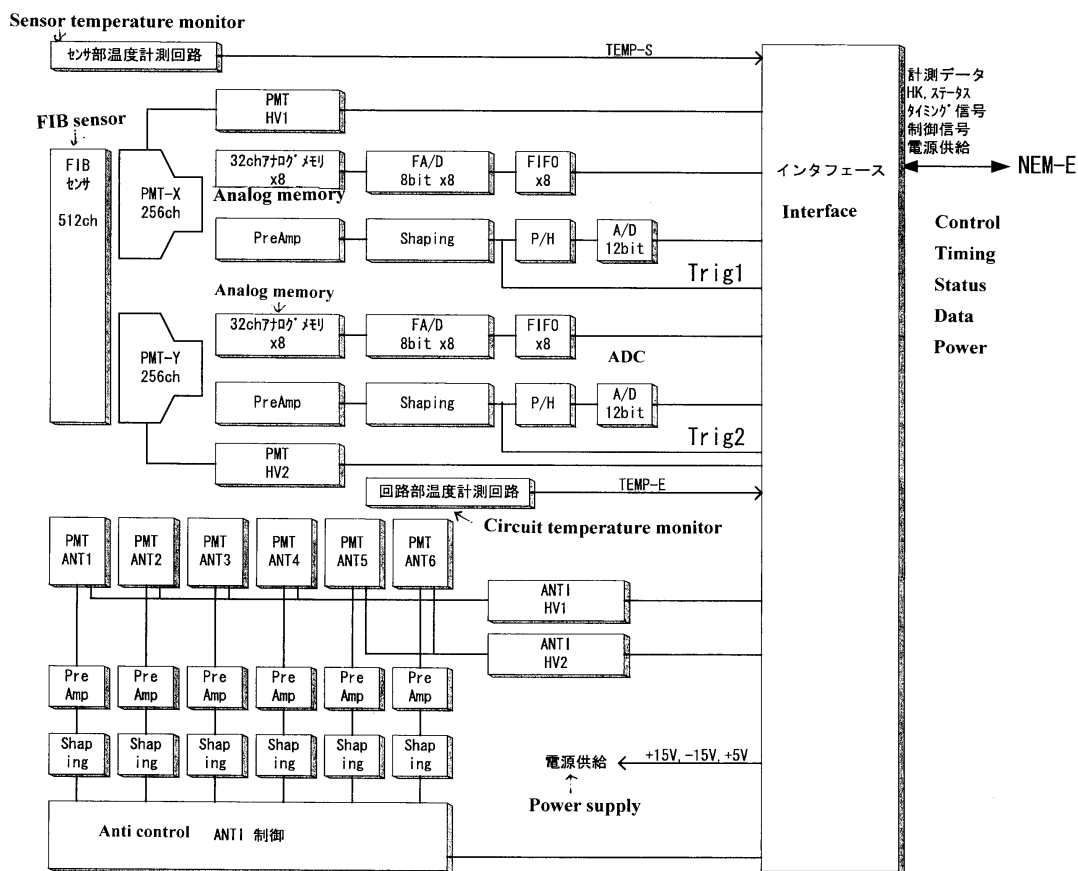 Sensor temperature monitor
センサ部温度計測回路
TEMP-S
計測データ
HK, ステータス
タイミング信号
制御信号
電源供給
NEM-E
インタフェース
Interface
Control
Timing
Status
Data
Power
FIB sensor
FIB
センサ
512ch
PMT
HV1
PMT-X
256ch
32chアナログメモリ
x8
Analog memory
FA/D
8bit x8
FIFO
x8
PreAmp
Shaping
P/H
A/D
12bit
Trig1
Analog memory
PMT-Y
256ch
32chアナログメモリ
x8
FA/D
8bit x8
FIFO
x8
ADC
PreAmp
Shaping
P/H
A/D
12bit
Trig2
PMT
HV2
回路部温度計測回路
TEMP-E
Circuit temperature monitor
PMT
ANT1
PMT
ANT2
PMT
ANT3
PMT
ANT4
PMT
ANT5
PMT
ANT6
ANTI
HV1
ANTI
HV2
Pre
Amp
Pre
Amp
Pre
Amp
Pre
Amp
Pre
Amp
Pre
Amp
Shap
ing
Shap
ing
Shap
ing
Shap
ing
Shap
ing
Shap
ing
電源供給
+15V, -15V, +5V
Power supply
Anti control ANTI 制御